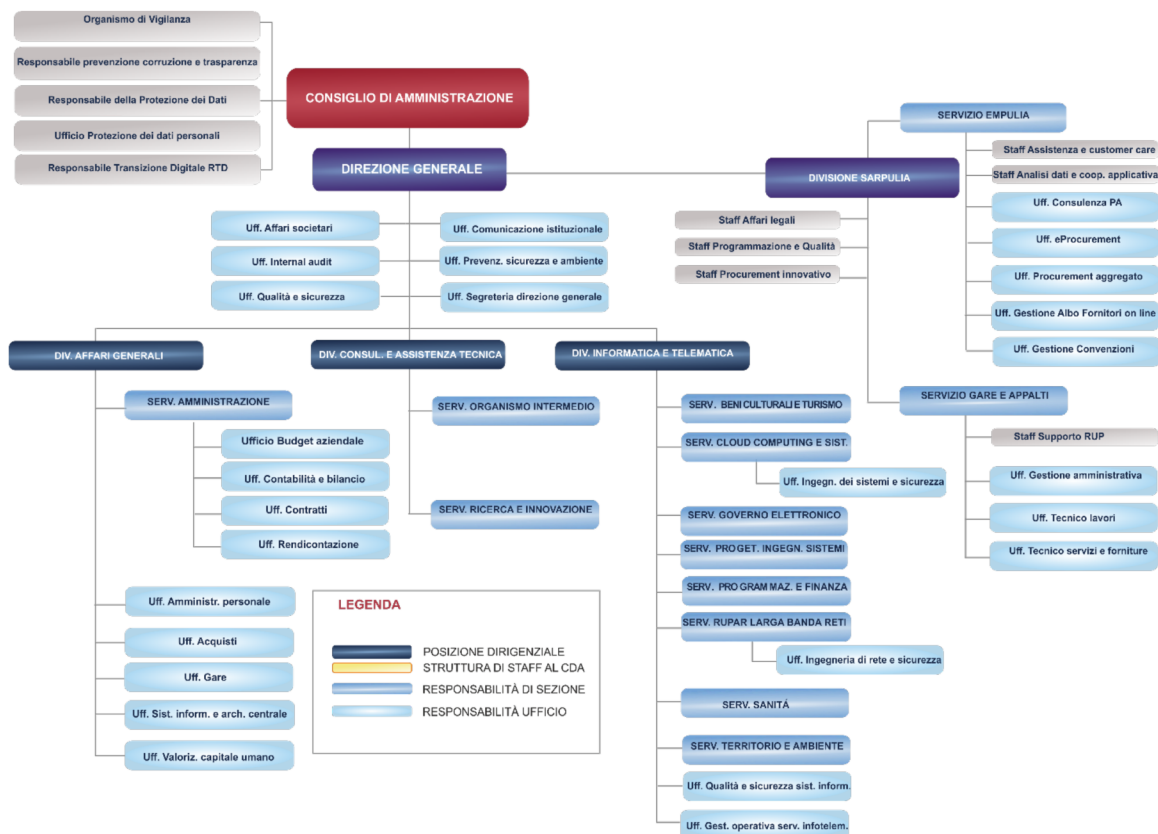 Organismo di Vigilanza
Responsabile prevenzione corruzione e trasparenza
Responsabile della Protezione dei Dati
Ufficio Protezione dei dati personali
Responsabile Transizione Digitale RTD
CONSIGLIO DI AMMINISTRAZIONE
DIREZIONE GENERALE
Uff. Affari societari
Uff. Comunicazione istituzionale
Uff. Internal audit
Uff. Prevenz. sicurezza e ambiente
Uff. Qualità e sicurezza
Uff. Segreteria direzione generale
DIVISIONE SARPULIA
Staff Affari legali
Staff Programmazione e Qualità
Staff Procurement innovativo
SERVIZIO EMPULIA
Staff Assistenza e customer care
Staff Analisi dati e coop. applicativa
Uff. Consulenza PA
Uff. eProcurement
Uff. Procurement aggregato
Uff. Gestione Albo Fornitori on line
Uff. Gestione Convenzioni
SERVIZIO GARE E APPALTI
Staff Supporto RUP
Uff. Gestione amministrativa
Uff. Tecnico lavori
Uff. Tecnico servizi e forniture
DIV. AFFARI GENERALI
SERV. AMMINISTRAZIONE
Ufficio Budget aziendale
Uff. Contabilità e bilancio
Uff. Contratti
Uff. Rendicontazione
Uff. Amministr. personale
Uff. Acquisti
Uff. Gare
Uff. Sist. inform. e arch. centrale
Uff. Valoriz. capitale umano
DIV. CONSUL. E ASSISTENZA TECNICA
SERV. ORGANISMO INTERMEDIO
SERV. RICERCA E INNOVAZIONE
DIV. INFORMATICA E TELEMATICA
SERV. BENI CULTURALI E TURISMO
SERV. CLOUD COMPUTING E SIST.
Uff. Ingegn. dei sistemi e sicurezza
SERV. GOVERNO ELETTRONICO
SERV. PROGET. INGEGN. SISTEMI
SERV. PROGRAMMAZ. E FINANZA
SERV. RUPAR LARGA BANDA RETI
Uff. Ingegneria di rete e sicurezza
SERV. SANITÁ
SERV. TERRITORIO E AMBIENTE
Uff. Qualità e sicurezza sist. inform.
Uff. Gest. operativa serv. infotelem.
LEGENDA
POSIZIONE DIRIGENZIALE
STRUTTURA DI STAFF AL CDA
RESPONSABILITÀ DI SEZIONE
RESPONSABILITÀ UFFICIO